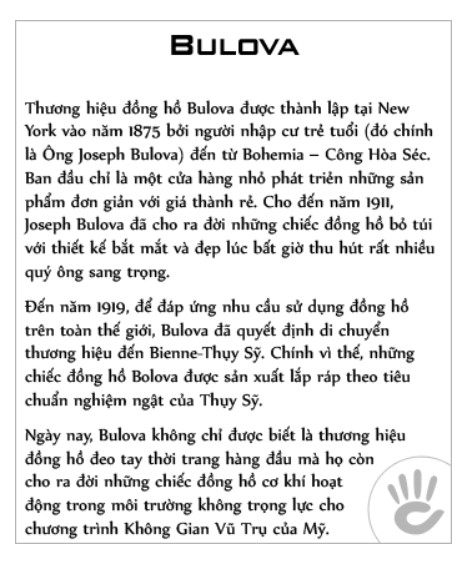 BULOVA
Thương hiệu đồng hồ Bulova được thành lập tại New
York vào năm 1875 bởi người nhập cư trẻ tuổi (đó chính
là Ông Joseph Bulova) đến từ Bohemia – Công Hòa Séc.
Ban đầu chỉ là một cửa hàng nhỏ phát triẻn những sản
phẩm đơn giản với giá thành rẻ. Cho đến năm 1911,
Joseph Bulova đã cho ra đời những chiếc đồng hồ bỏ túi
với thiết kế bắt mắt và đẹp lúc bất giờ thu hút rất nhiều
quý ông sang trọng.
Đến năm 1919, để đáp ứng nhu cầu sử dụng đồng hồ
trên toàn thế giới, Bulova đã quyết định di chuyển
thương hiệu đến Bienne-Thụy Sỹ. Chính vì thế, những
chiếc đồng hồ Bolova được sản xuất lắp ráp theo tiêu
chuẩn nghiệm ngật của Thụy Sỹ.
Ngày nay, Bulova không chỉ được biết là thương hiệu
đồng hồ đeo tay thời trang hàng đầu mà họ còn
cho ra đời những chiếc đồng hồ cơ khí hoạt
động trong môi trường không trọng lực cho
chương trình Không Gian Vũ Trụ của Mỹ.